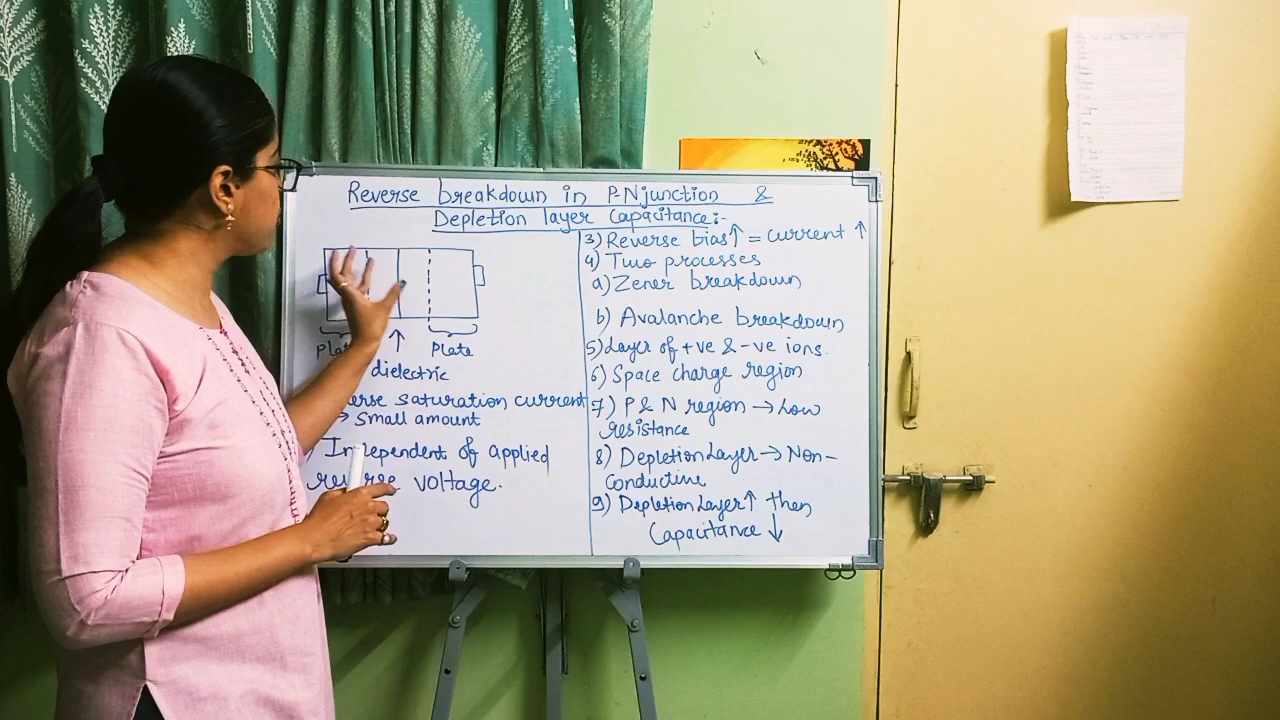 Reverse breakdown in P-N junction &
Depletion layer Capacitance:-
Plate
dielectric
saturation current
→ Small amount
Independent of applied
reverse voltage.
3) Reverse bias↑ = current ↑
4) Two processes
a) Zener breakdown
b) Avalanche breakdown
5) Layer of +ve & -ve ions.
6) Space charge region
7) P & N region → Low
resistance
8) Depletion Layer → Non-
Conductive
9) Depletion Layer↑ then
Capacitance ↓